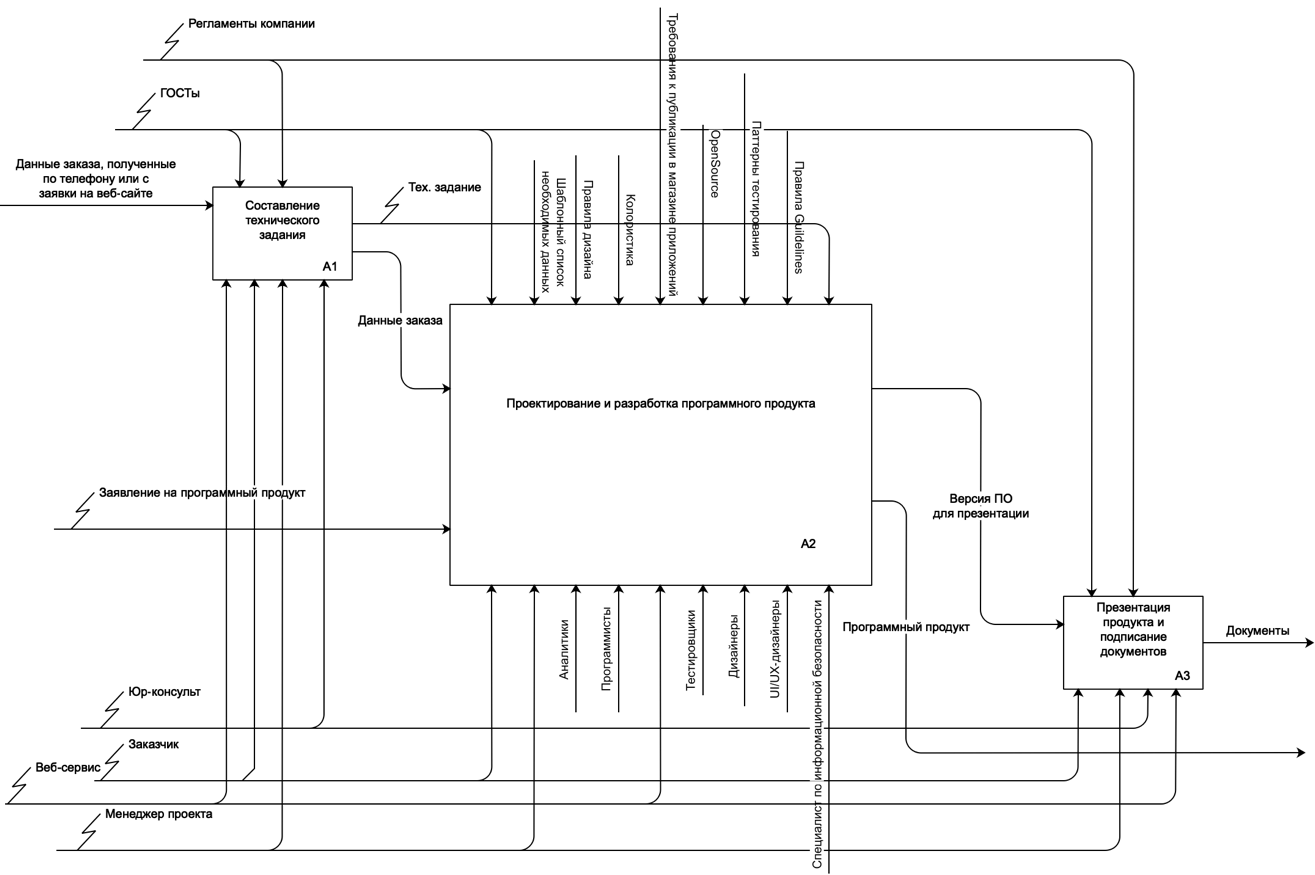 Регламенты компании
ГОСТы
Данные заказа, полученные
по телефону или с
заявки на веб-сайте
Составление
технического
задания
A1
Тех. задание
Данные заказа
Шаблонный список
необходимых данных
Правила дизайна
Колористика
Требования к публикации в магазине приложений
OpenSource
Паттерны тестирования
Правила Guildelines
Проектирование и разработка программного продукта
A2
Заявление на программный продукт
Версия ПО
для презентации
Программный продукт
Презентация
продукта и
подписание
документов
A3
Документы
Аналитики
Программисты
Тестировщики
Дизайнеры
UI/UX-дизайнеры
Специалист по информационной безопасности
Юр-консульт
Заказчик
Веб-сервис
Менеджер проекта